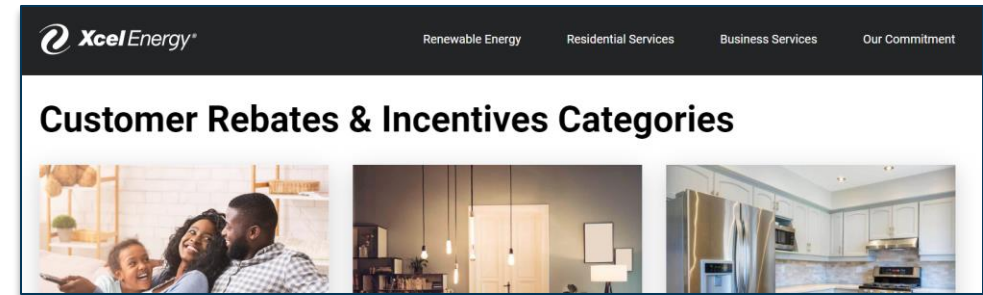 Xcel Energy®
Renewable Energy Residential Services Business Services Our Commitment
Customer Rebates & Incentives Categories